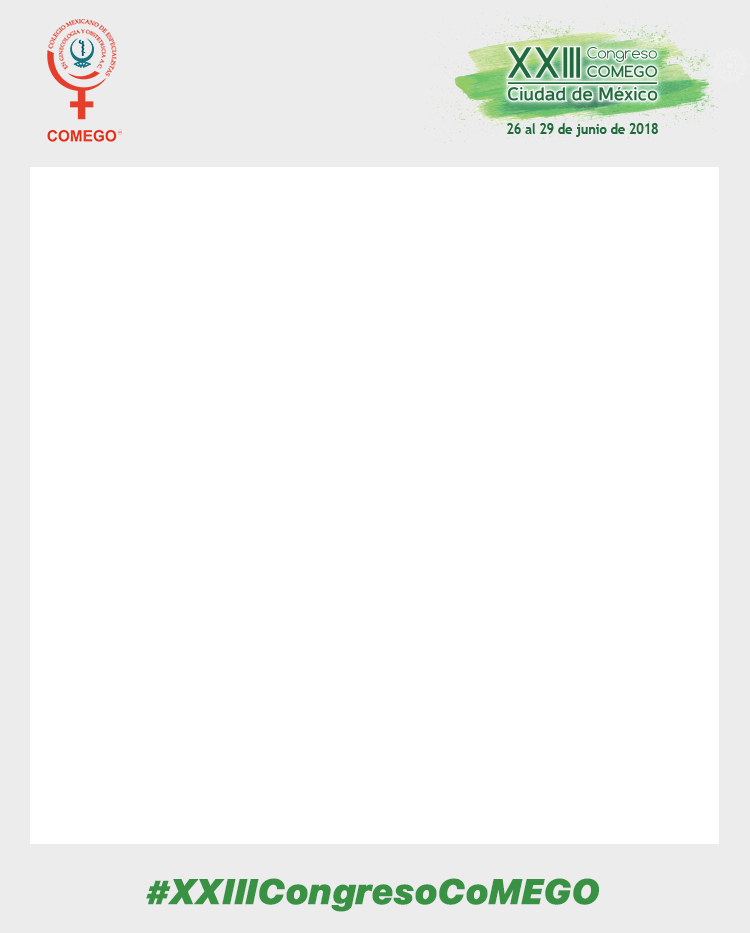 COLEGIO MEXICANO DE ESPECIALISTAS
EN GINECOLOGIA Y OBSTETRICIA A.C.
COMEGO
XXIII Congreso
COMEGO
Ciudad de México
26 al 29 de junio de 2018
#XXIIICongresoCoMEGO